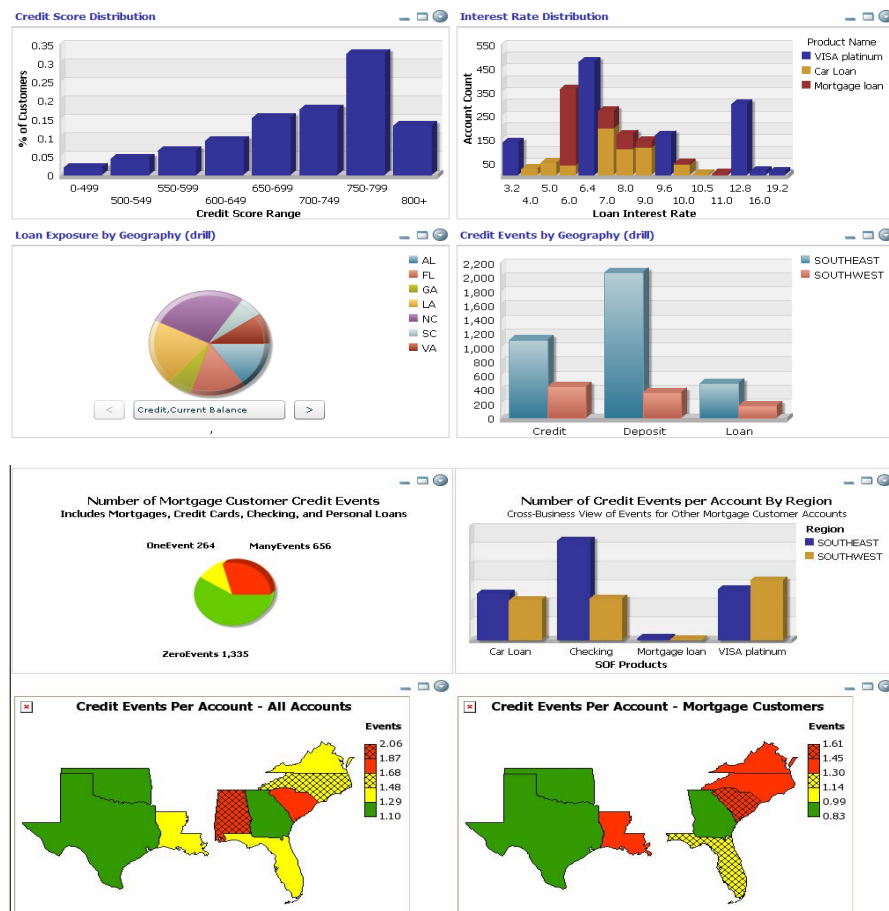 Credit Score Distribution
0.35
0.3
0.25
0.2
0.15
0.1
0.05
0
% of Customers
0-499 550-599 650-699 750-799
500-549 600-649 700-749 800+
Credit Score Range
Interest Rate Distribution
550
450
350
250
150
50
Account Count
3.2 5.0 6.4 8.0 9.6 10.5 12.8 19.2
4.0 6.0 7.0 9.0 10.0 11.0 16.0
Loan Interest Rate
Product Name
VISA platinum
Car Loan
Mortgage loan
Loan Exposure by Geography (drill)
AL
FL
GA
LA
NC
SC
VA
< Credit,Current Balance >
,
Credit Events by Geography (drill)
2,200
2,000
1,800
1,600
1,400
1,200
1,000
800
600
400
200
0
Credit Deposit Loan
SOUTHEAST
SOUTHWEST
Number of Mortgage Customer Credit Events
Includes Mortgages, Credit Cards, Checking, and Personal Loans
OneEvent 264 ManyEvents 656
ZeroEvents 1,335
Number of Credit Events per Account By Region
Cross-Business View of Events for Other Mortgage Customer Accounts
Region
SOUTHEAST
SOUTHWEST
Car Loan Checking Mortgage loan VISA platinum
SOF Products
Credit Events Per Account - All Accounts
Events
2.06
1.87
1.68
1.48
1.29
1.10
Credit Events Per Account - Mortgage Customers
Events
1.61
1.45
1.30
1.14
0.99
0.83